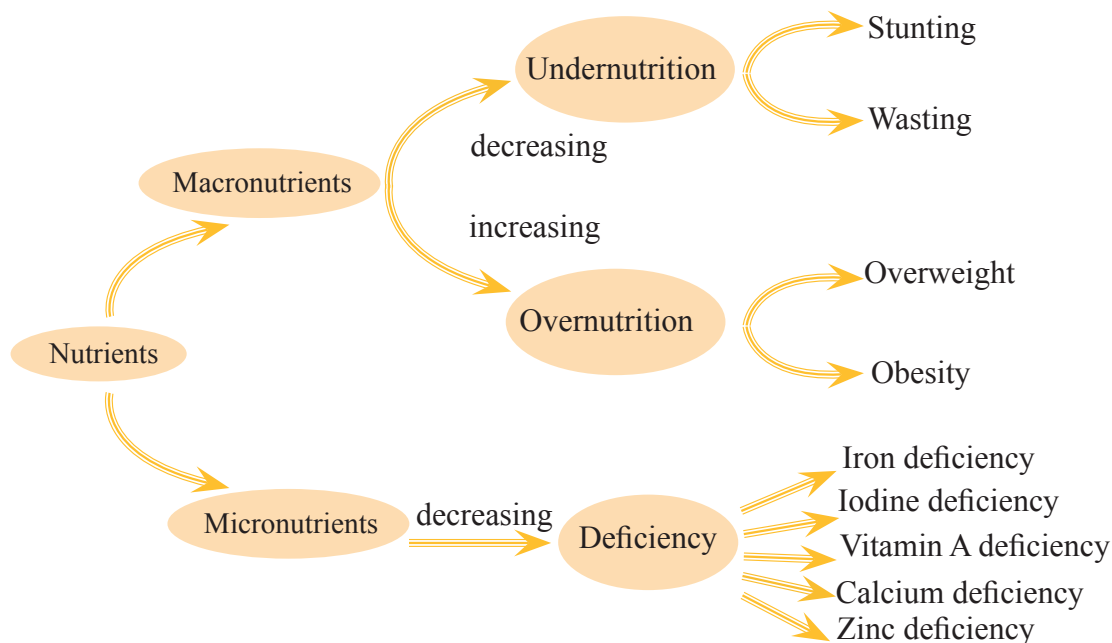 Stunting
Undernutrition
Wasting
decreasing
Macronutrients
increasing
Overweight
Overnutrition
Nutrients
Obesity
Iron deficiency
Iodine deficiency
Micronutrients
decreasing
Deficiency
Vitamin A deficiency
Calcium deficiency
Zinc deficiency